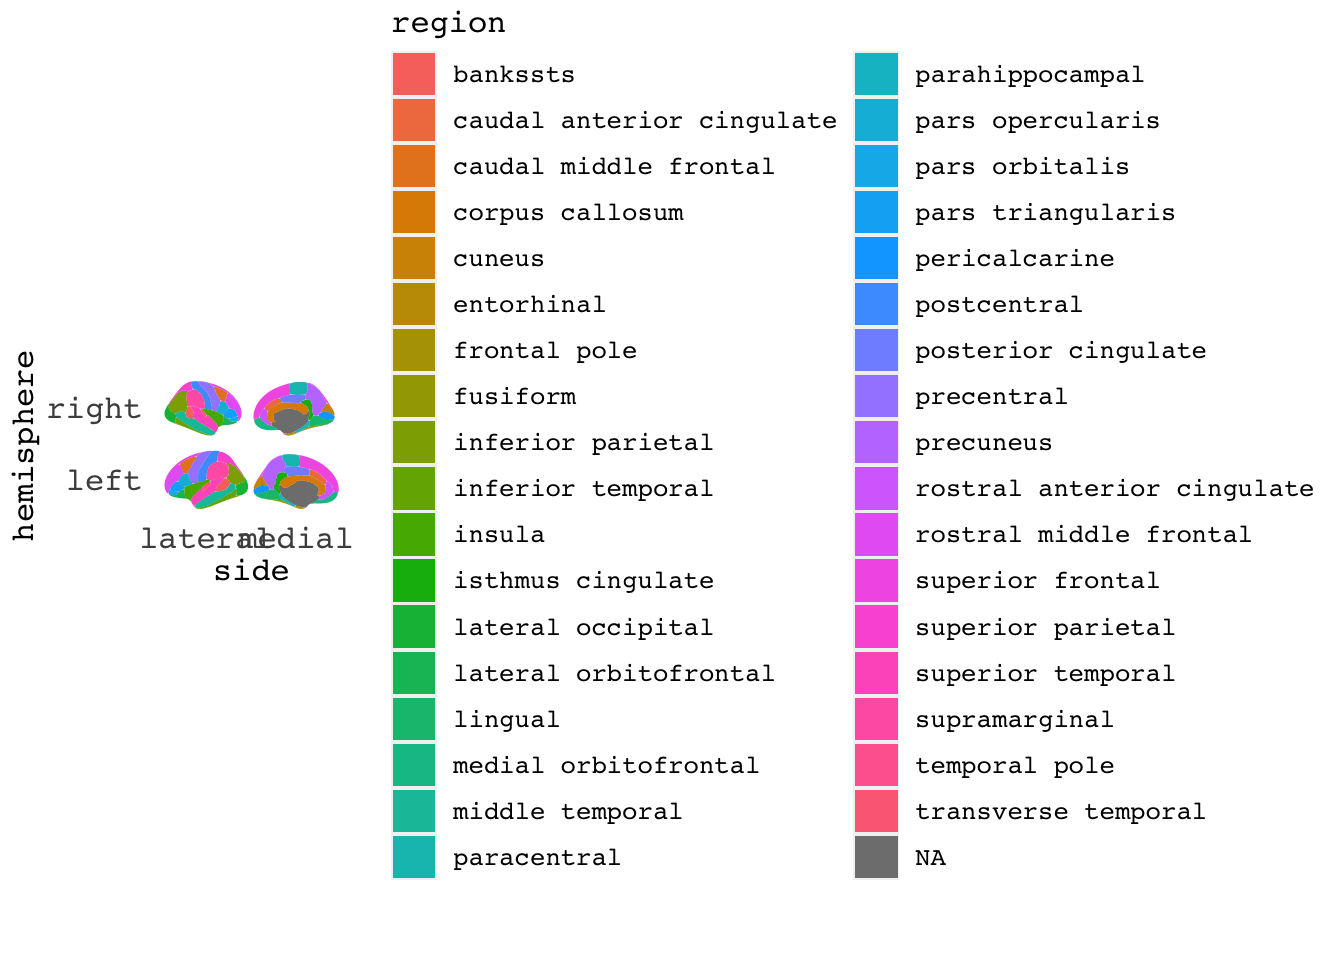 region
bankssts
caudal anterior cingulate
caudal middle frontal
corpus callosum
cuneus
entorhinal
frontal pole
fusiform
inferior parietal
inferior temporal
insula
isthmus cingulate
lateral occipital
lateral orbitofrontal
lingual
medial orbitofrontal
middle temporal
paracentral
parahippocampal
pars opercularis
pars orbitalis
pars triangularis
pericalcarine
postcentral
posterior cingulate
precentral
precuneus
rostral anterior cingulate
rostral middle frontal
superior frontal
superior parietal
superior temporal
supramarginal
temporal pole
transverse temporal
NA
hemisphere
right
left
lateral medial
side